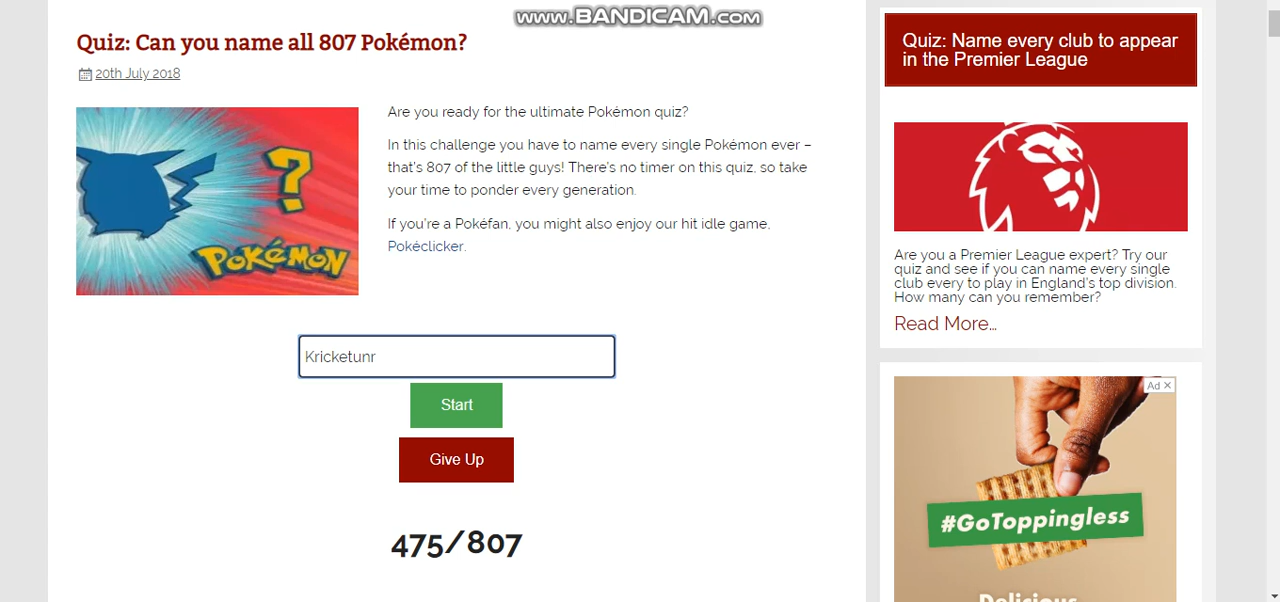 www.BANDICAM.com
Quiz: Can you name all 807 Pokémon?
20th July 2018
Are you ready for the ultimate Pokémon quiz?
In this challenge you have to name every single Pokémon ever –
that's 807 of the little guys! There's no timer on this quiz, so take
your time to ponder every generation.
If you're a Pokéfan, you might also enjoy our hit idle game,
Pokéclicker.
?
POKéMON
Kricketunr
Start
Give Up
475/807
Quiz: Name every club to appear
in the Premier League
Are you a Premier League expert? Try our
quiz and see if you can name every single
club every to play in England's top division.
How many can you remember?
Read More...
Ad X
#GoToppingless
Delicious